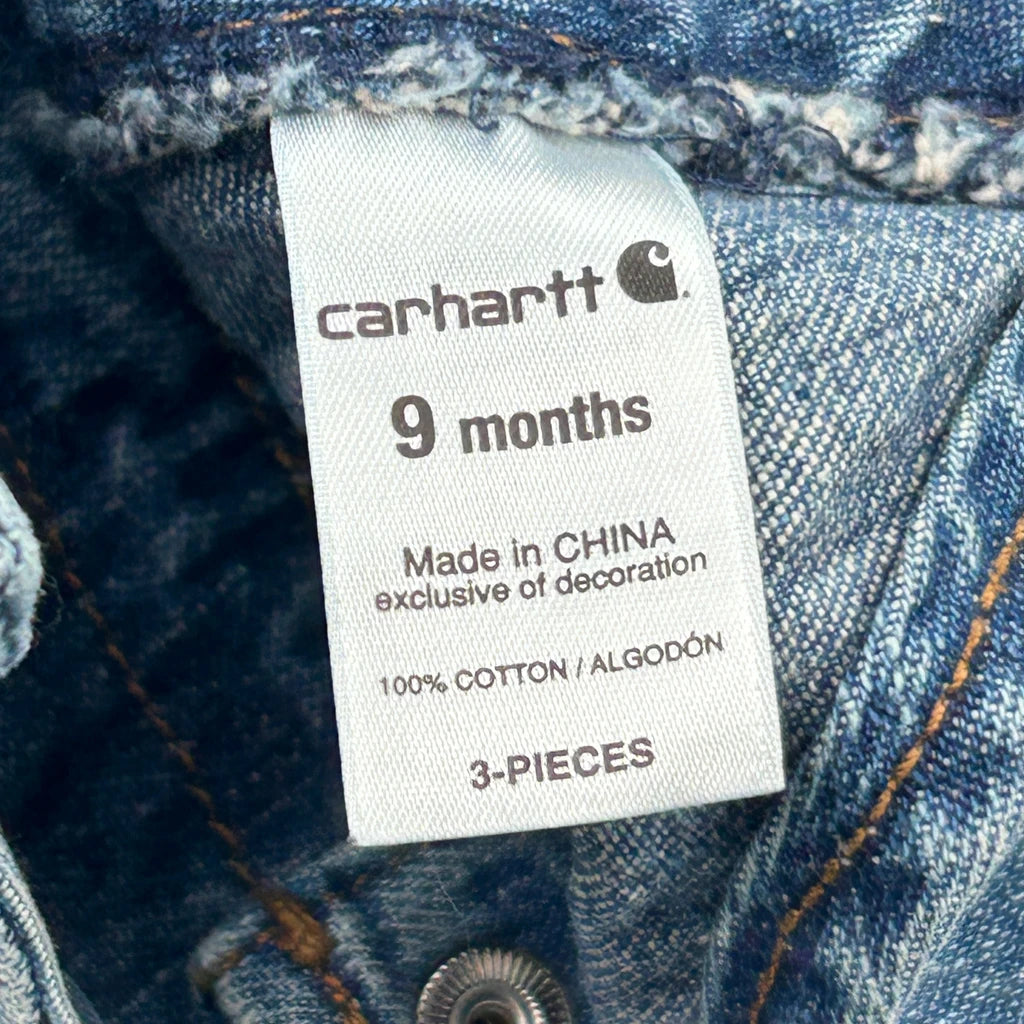 carhartt
9 months
Made in CHINA
exclusive of decoration
100% COTTON / ALGODÓN
3-PIECES